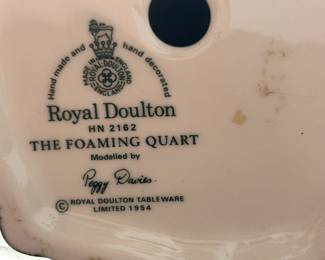 Hand made and hand decorated
MADE IN ENGLAND
ROYAL DOULTON
ENGLAND
Royal Doulton
HN 2162
THE FOAMING QUART
Modelled by
Peggy Davies.
© ROYAL DOULTON TABLEWARE
LIMITED 1954